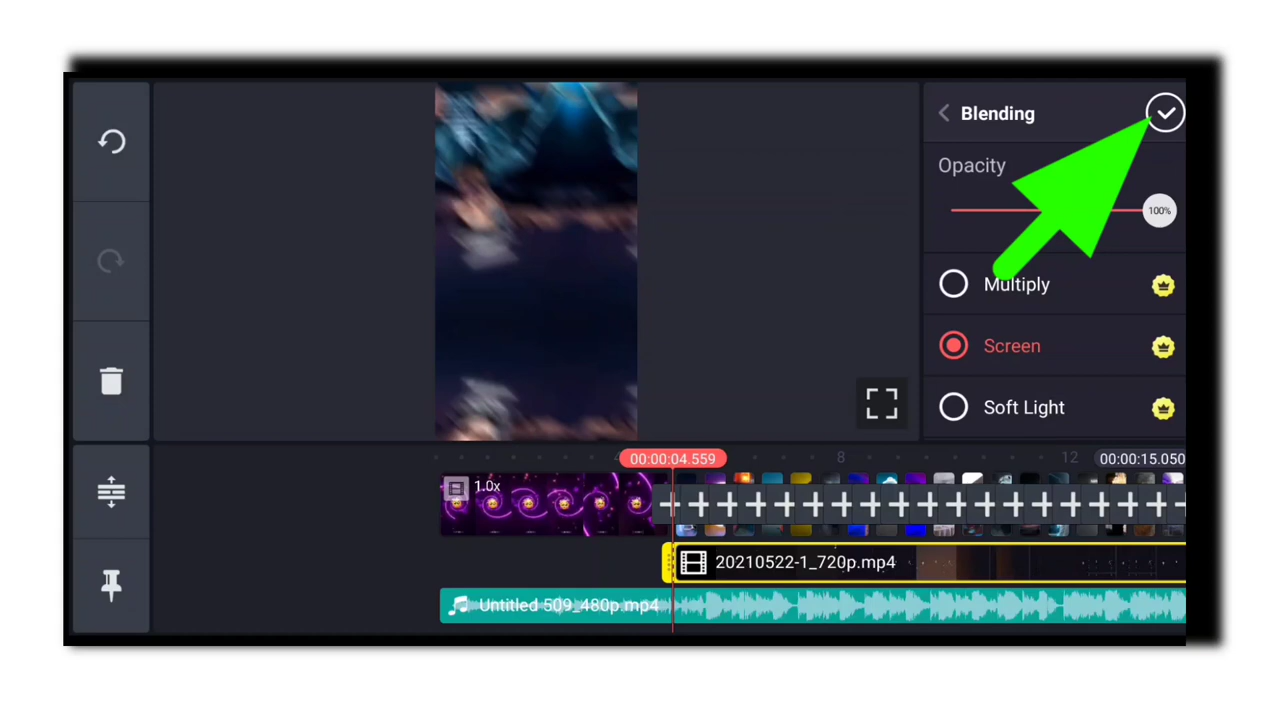 Blending
Opacity
100%
Multiply
Screen
Soft Light
00:00:04.559
8
12
00:00:15.050
1.0x
20210522-1_720p.mp4
Untitled 509_480p.mp4